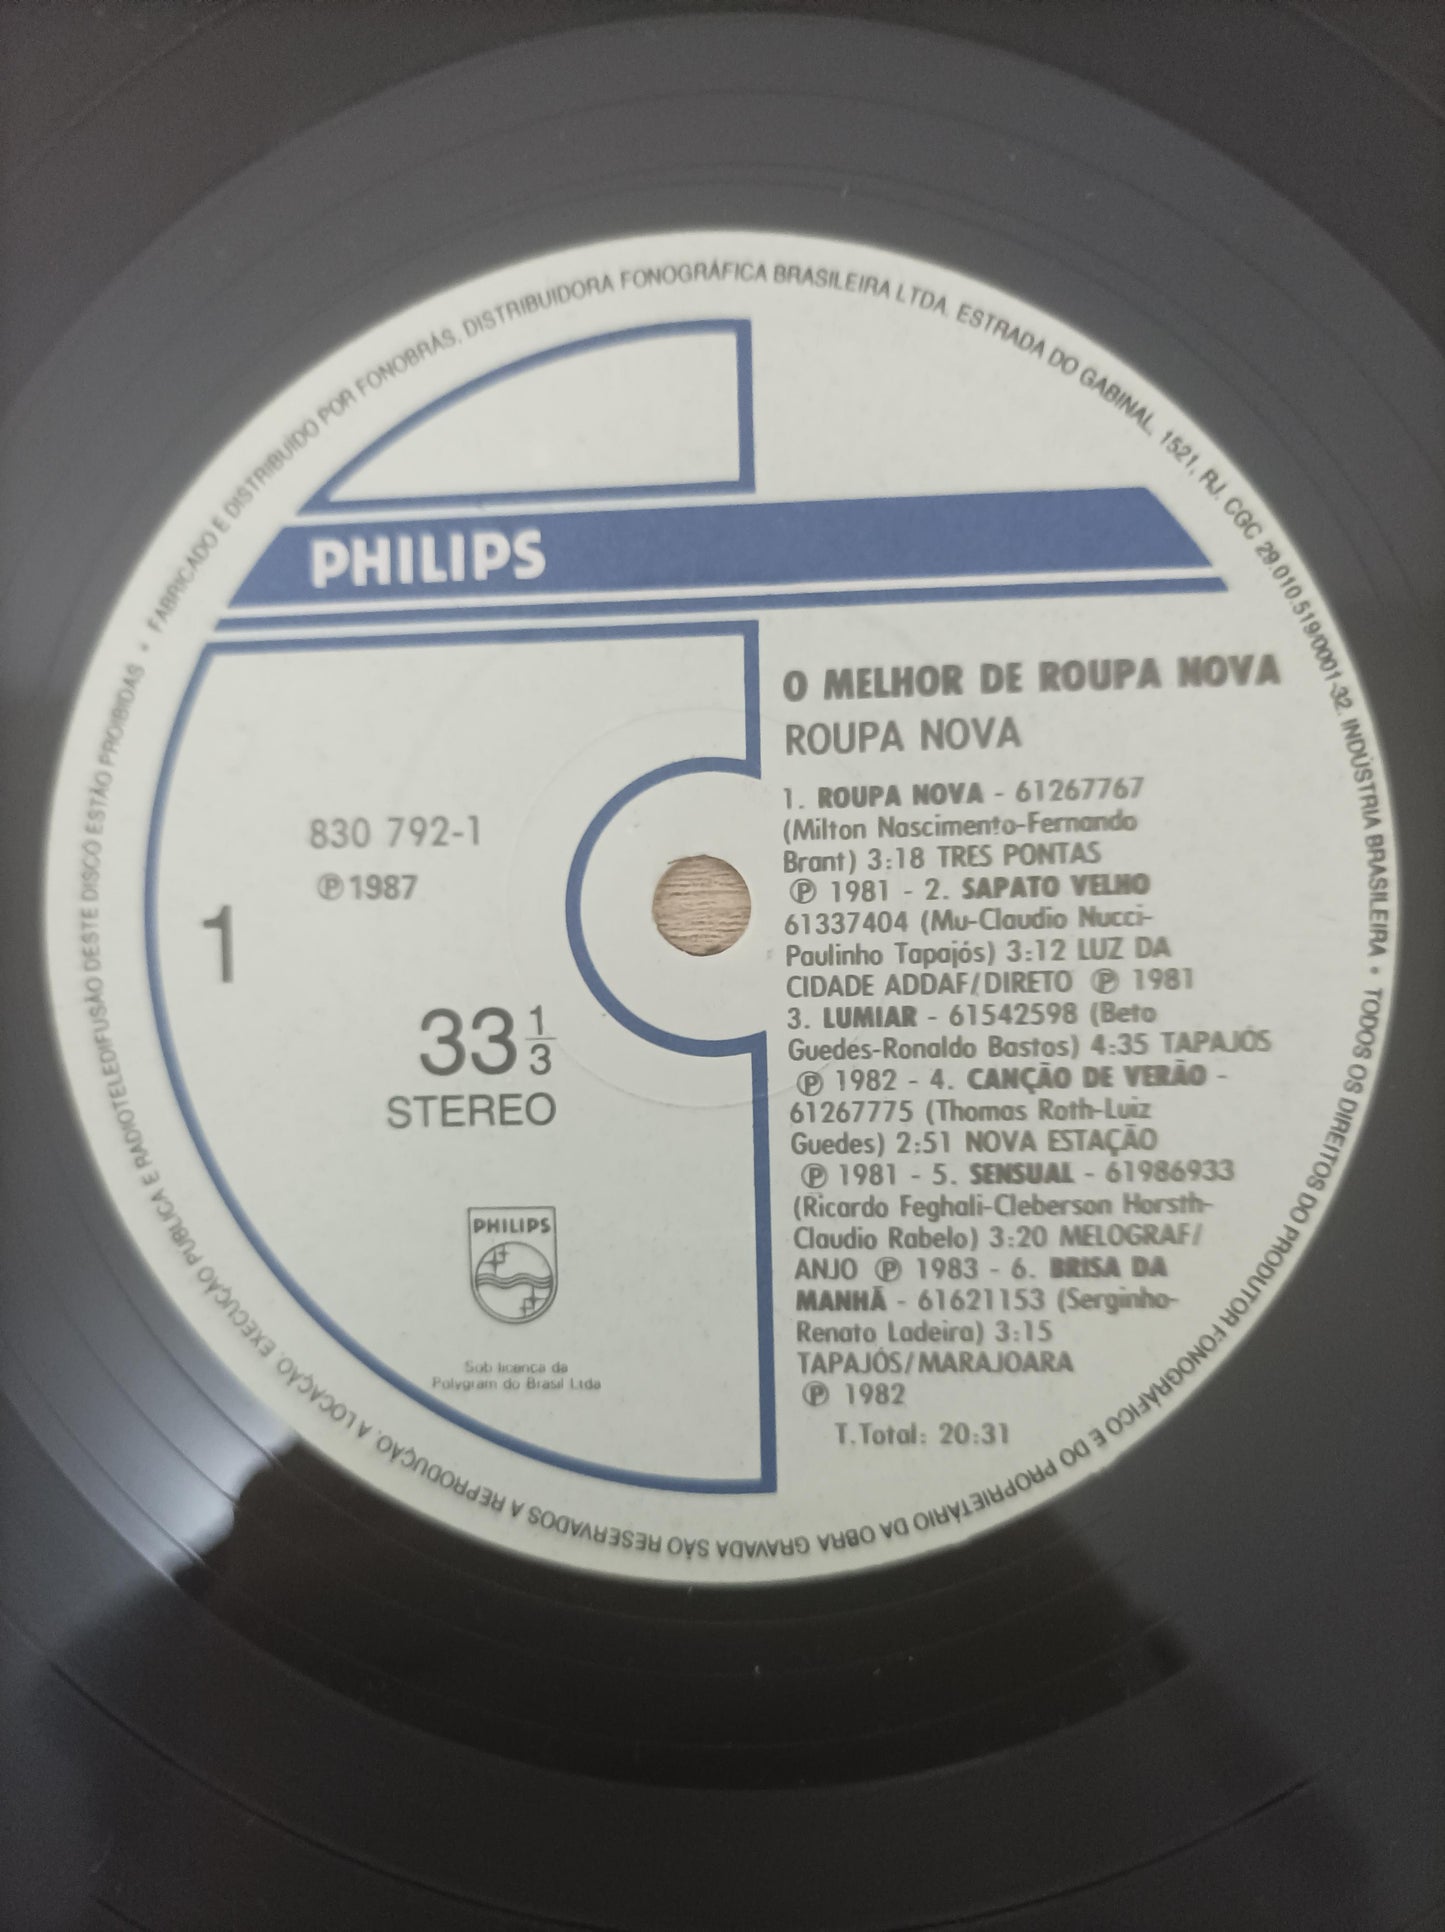 FABRICADO E DISTRIBUÍDO POR FONOBRÁS, DISTRIBUIDORA FONOGRÁFICA BRASILEIRA LTDA. ESTRADA DO GABINAL, 1521, RJ. CGC 29.010.519/0001-32. INDÚSTRIA BRASILEIRA • TODOS OS DIREITOS DO PRODUTOR FONOGRÁFICO E DO PROPRIETÁRIO DA OBRA GRAVADA SÃO RESERVADOS A REPRODUÇÃO, A LOCAÇÃO, EXECUÇÃO PÚBLICA E RADIOTELEDIFUSÃO DESTE DISCO ESTÃO PROIBIDAS •
PHILIPS
830 792-1
℗1987
1
33 1/3
STEREO
PHILIPS
Sob licença da
Polygram do Brasil Ltda
O MELHOR DE ROUPA NOVA
ROUPA NOVA
1. ROUPA NOVA - 61267767
(Milton Nascimento-Fernando
Brant) 3:18 TRES PONTAS
℗ 1981 - 2. SAPATO VELHO
61337404 (Mu-Claudio Nucci-
Paulinho Tapajós) 3:12 LUZ DA
CIDADE ADDAF/DIRETO ℗ 1981
3. LUMIAR - 61542598 (Beto
Guedes-Ronaldo Bastos) 4:35 TAPAJÓS
℗ 1982 - 4. CANÇÃO DE VERÃO -
61267775 (Thomas Roth-Luiz
Guedes) 2:51 NOVA ESTAÇÃO
℗ 1981 - 5. SENSUAL - 61986933
(Ricardo Feghali-Cleberson Horsth-
Claudio Rabelo) 3:20 MELOGRAF/
ANJO ℗ 1983 - 6. BRISA DA
MANHÃ - 61621153 (Serginho-
Renato Ladeira) 3:15
TAPAJÓS/MARAJOARA
℗ 1982
T.Total: 20:31